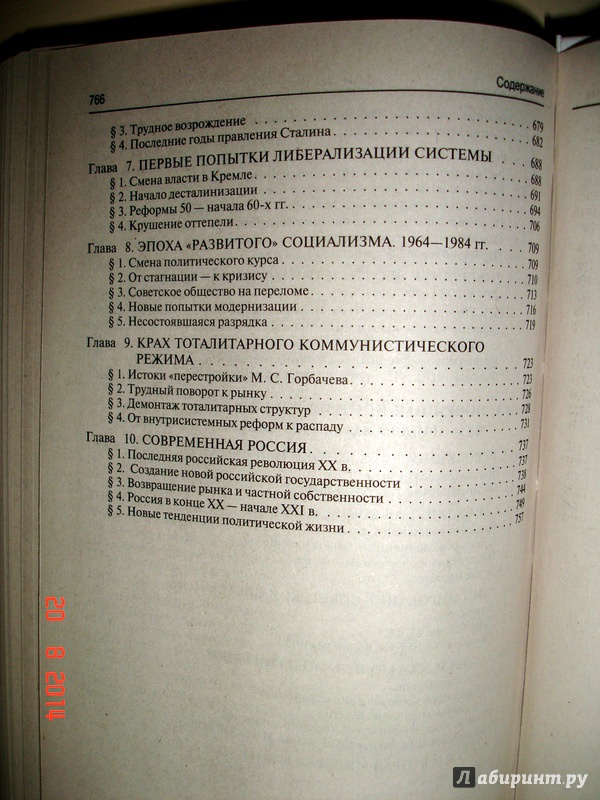 766
Содержание
§ 3. Трудное возрождение . . . . . . . . . . . . . . . . . . . . . . 679
§ 4. Последние годы правления Сталина . . . . . . . . . . . . . . . 682
Глава 7. ПЕРВЫЕ ПОПЫТКИ ЛИБЕРАЛИЗАЦИИ СИСТЕМЫ . . . 688
§ 1. Смена власти в Кремле . . . . . . . . . . . . . . . . . . . . . 688
§ 2. Начало десталинизации . . . . . . . . . . . . . . . . . . . . . 691
§ 3. Реформы 50 — начала 60-х гг. . . . . . . . . . . . . . . . . . . 694
§ 4. Крушение оттепели . . . . . . . . . . . . . . . . . . . . . . . 706
Глава 8. ЭПОХА «РАЗВИТОГО» СОЦИАЛИЗМА. 1964—1984 гг. . . . 709
§ 1. Смена политического курса . . . . . . . . . . . . . . . . . . . 709
§ 2. От стагнации — к кризису . . . . . . . . . . . . . . . . . . . . 710
§ 3. Советское общество на переломе . . . . . . . . . . . . . . . . . 713
§ 4. Новые попытки модернизации . . . . . . . . . . . . . . . . . . 716
§ 5. Несостоявшаяся разрядка . . . . . . . . . . . . . . . . . . . . 719
Глава 9. КРАХ ТОТАЛИТАРНОГО КОММУНИСТИЧЕСКОГО
РЕЖИМА . . . . . . . . . . . . . . . . . . . . . . . . . . . . 723
§ 1. Истоки «перестройки» М. С. Горбачева . . . . . . . . . . . . . . 723
§ 2. Трудный поворот к рынку . . . . . . . . . . . . . . . . . . . . 726
§ 3. Демонтаж тоталитарных структур . . . . . . . . . . . . . . . . 728
§ 4. От внутрисистемных реформ к распаду . . . . . . . . . . . . . . 731
Глава 10. СОВРЕМЕННАЯ РОССИЯ . . . . . . . . . . . . . . . . . 737
§ 1. Последняя российская революция XX в. . . . . . . . . . . . . . . 737
§ 2. Создание новой российской государственности . . . . . . . . . . 738
§ 3. Возвращение рынка и частной собственности . . . . . . . . . . . 744
§ 4. Россия в конце XX — начале XXI в. . . . . . . . . . . . . . . . . 749
§ 5. Новые тенденции политической жизни . . . . . . . . . . . . . . 757
20 8 2014
Лабиринт.ру